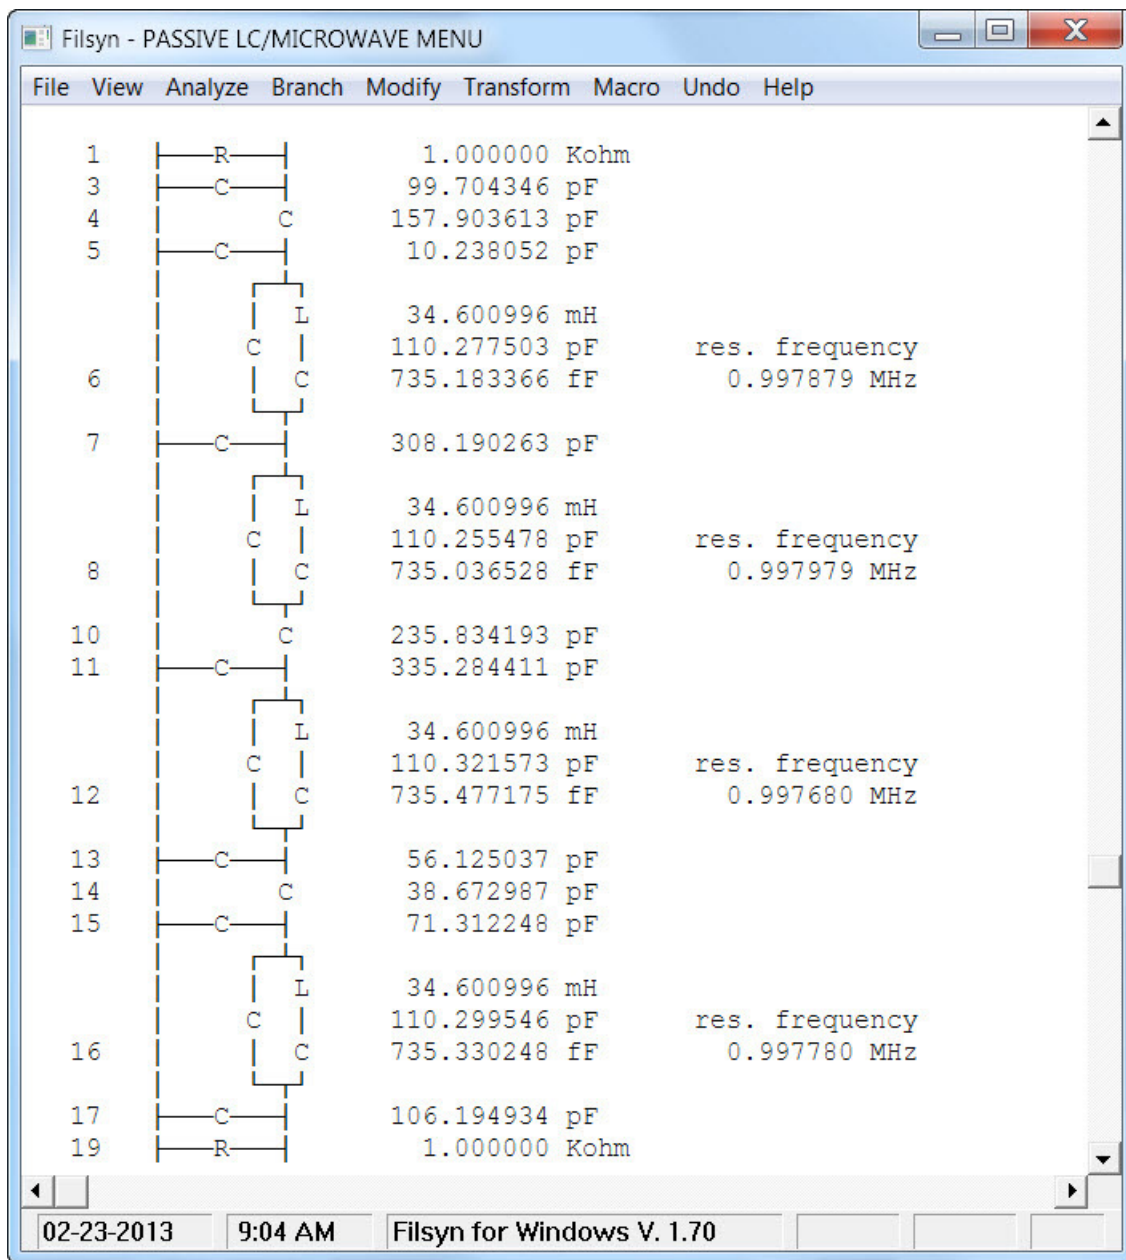 Filsyn - PASSIVE LC/MICROWAVE MENU
File View Analyze Branch Modify Transform Macro Undo Help
1 R 1.000000 Kohm
3 C 99.704346 pF
4 C 157.903613 pF
5 C 10.238052 pF
L 34.600996 mH
C 110.277503 pF res. frequency
6 C 735.183366 fF 0.997879 MHz
7 C 308.190263 pF
L 34.600996 mH
C 110.255478 pF res. frequency
8 C 735.036528 fF 0.997979 MHz
10 C 235.834193 pF
11 C 335.284411 pF
L 34.600996 mH
C 110.321573 pF res. frequency
12 C 735.477175 fF 0.997680 MHz
13 C 56.125037 pF
14 C 38.672987 pF
15 C 71.312248 pF
L 34.600996 mH
C 110.299546 pF res. frequency
16 C 735.330248 fF 0.997780 MHz
17 C 106.194934 pF
19 R 1.000000 Kohm
02-23-2013 9:04 AM Filsyn for Windows V. 1.70